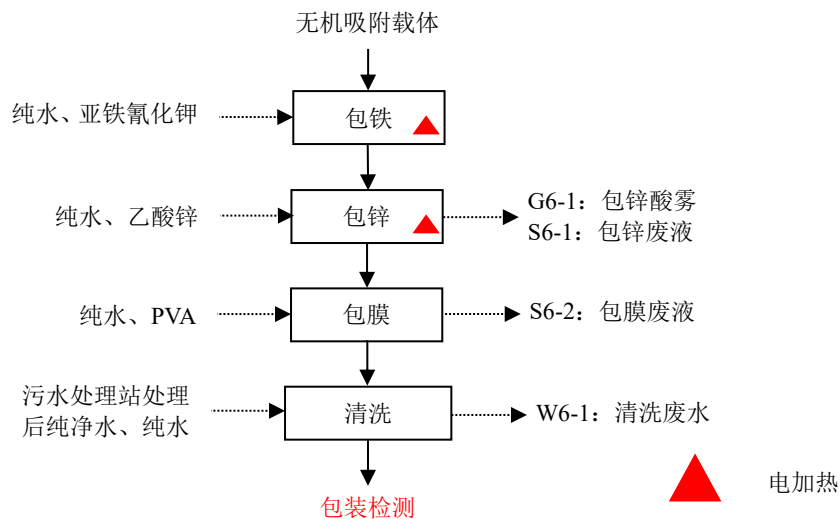 无机吸附载体
纯水、亚铁氰化钾
包铁
纯水、乙酸锌
包锌
G6-1：包锌酸雾
S6-1：包锌废液
纯水、PVA
包膜
S6-2：包膜废液
污水处理站处理
后纯净水、纯水
清洗
W6-1：清洗废水
包装检测
电加热